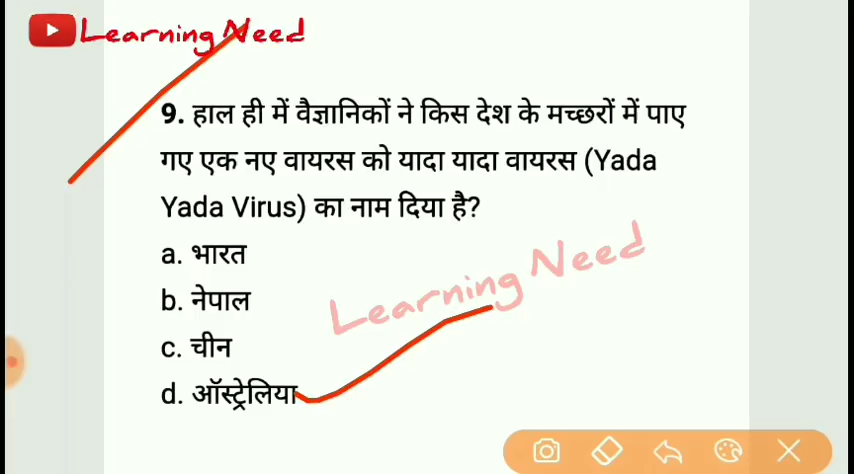 Learning Need
9. हाल ही में वैज्ञानिकों ने किस देश के मच्छरों में पाए
गए एक नए वायरस को यादा यादा वायरस (Yada
Yada Virus) का नाम दिया है?
a. भारत
b. नेपाल
c. चीन
d. ऑस्ट्रेलिया
Learning Need